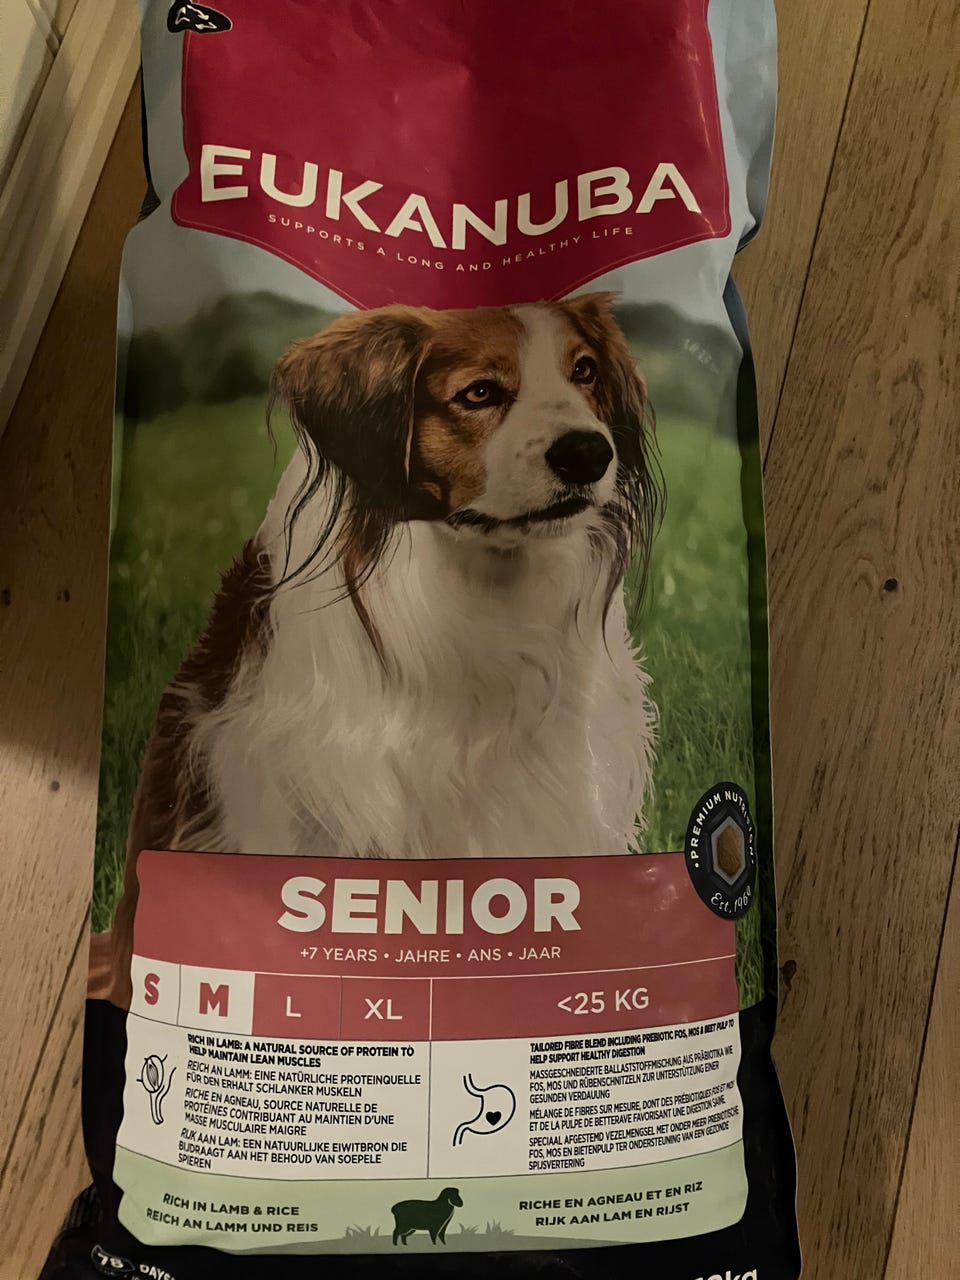 EUKANUBA
SUPPORTS A LONG AND HEALTHY LIFE
• PREMIUM NUTRITION •
Est. 1969
SENIOR
+7 YEARS • JAHRE • ANS • JAAR
S M L XL <25 KG
RICH IN LAMB: A NATURAL SOURCE OF PROTEIN TO
HELP MAINTAIN LEAN MUSCLES
REICH AN LAMM: EINE NATÜRLICHE PROTEINQUELLE
FÜR DEN ERHALT SCHLANKER MUSKELN
RICHE EN AGNEAU, SOURCE NATURELLE DE
PROTÉINES CONTRIBUANT AU MAINTIEN D'UNE
MASSE MUSCULAIRE MAIGRE
RIJK AAN LAM: EEN NATUURLIJKE EIWITBRON DIE
BIJDRAAGT AAN HET BEHOUD VAN SOEPELE
SPIEREN
TAILORED FIBRE BLEND INCLUDING PREBIOTIC FOS, MOS & BEET PULP TO
HELP SUPPORT HEALTHY DIGESTION
MASSGESCHNEIDERTE BALLASTSTOFFMISCHUNG AUS PRÄBIOTIKA WIE
FOS, MOS UND RÜBENSCHNITZELN ZUR UNTERSTÜTZUNG EINER
GESUNDEN VERDAUUNG
MÉLANGE DE FIBRES SUR MESURE, DONT DES PRÉBIOTIQUES FOS ET MOS
ET DE LA PULPE DE BETTERAVE FAVORISANT UNE DIGESTION SAINE
SPECIAAL AFGESTEMD VEZELMENGSEL MET ONDER MEER PREBIOTISCHE
FOS, MOS EN BIETENPULP TER ONDERSTEUNING VAN EEN GEZONDE
SPIJSVERTERING
RICH IN LAMB & RICE
REICH AN LAMM UND REIS
RICHE EN AGNEAU ET EN RIZ
RIJK AAN LAM EN RIJST
DAYS